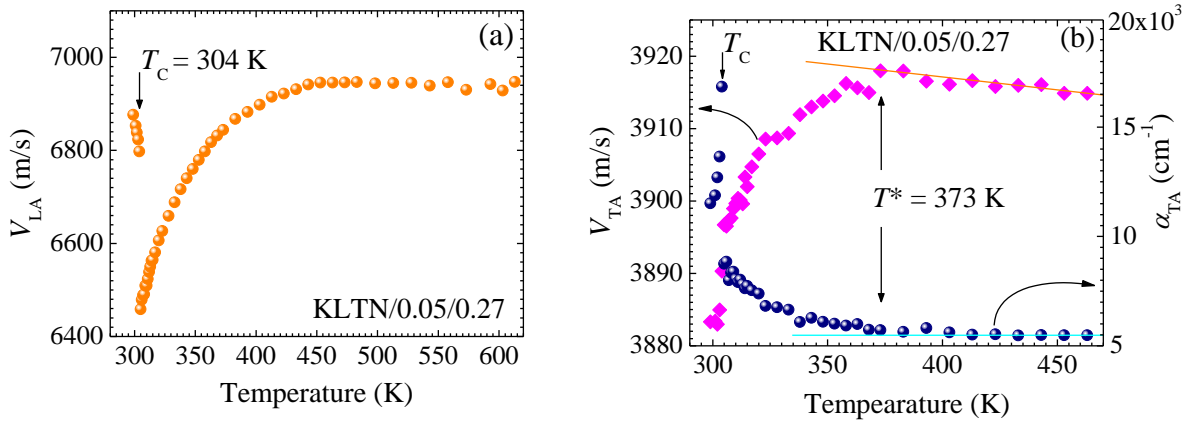 (a)
T_C = 304 K
7000
6800
6600
6400
V_LA (m/s)
KLTN/0.05/0.27
300 350 400 450 500 550 600
Temperature (K)
(b)
KLTN/0.05/0.27
T_C
3920
3910
3900
3890
3880
V_TA (m/s)
T* = 373 K
20x10³
15
10
5
α_TA (cm⁻¹)
300 350 400 450
Tempearature (K)